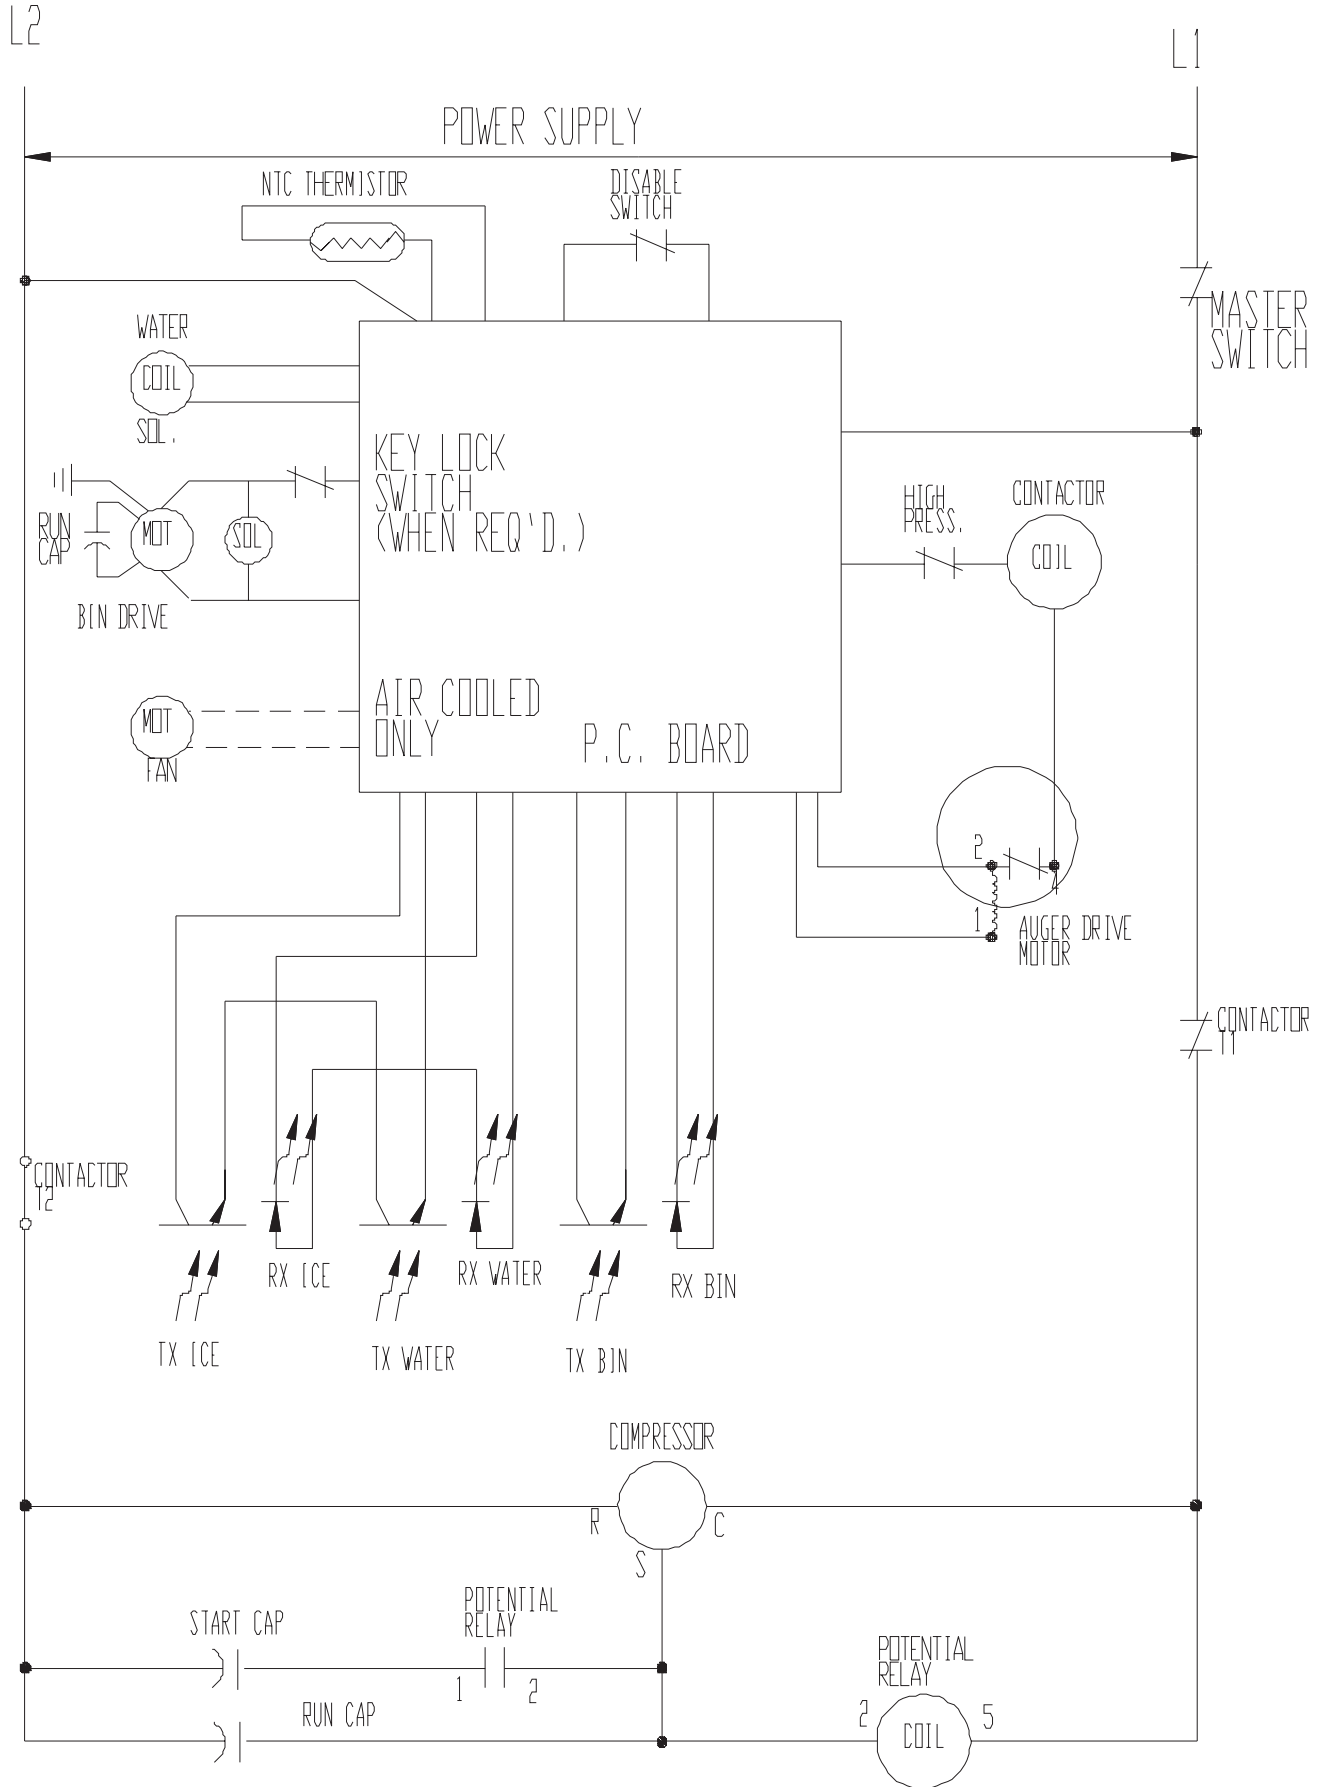 L2
L1
POWER SUPPLY
NTC THERMISTOR
DISABLE
SWITCH
MASTER
SWITCH
WATER
COIL
SOL.
KEY LOCK
SWITCH
(WHEN REQ'D.)
HIGH
PRESS.
CONTACTOR
COIL
RUN
CAP
MOT
SOL
BIN DRIVE
AIR COOLED
ONLY
P.C. BOARD
MOT
FAN
2
4
1
AUGER DRIVE
MOTOR
CONTACTOR
T1
CONTACTOR
T2
RX ICE
RX WATER
RX BIN
TX ICE
TX WATER
TX BIN
COMPRESSOR
R
C
S
START CAP
POTENTIAL
RELAY
1
2
RUN CAP
POTENTIAL
RELAY
2
5
COIL